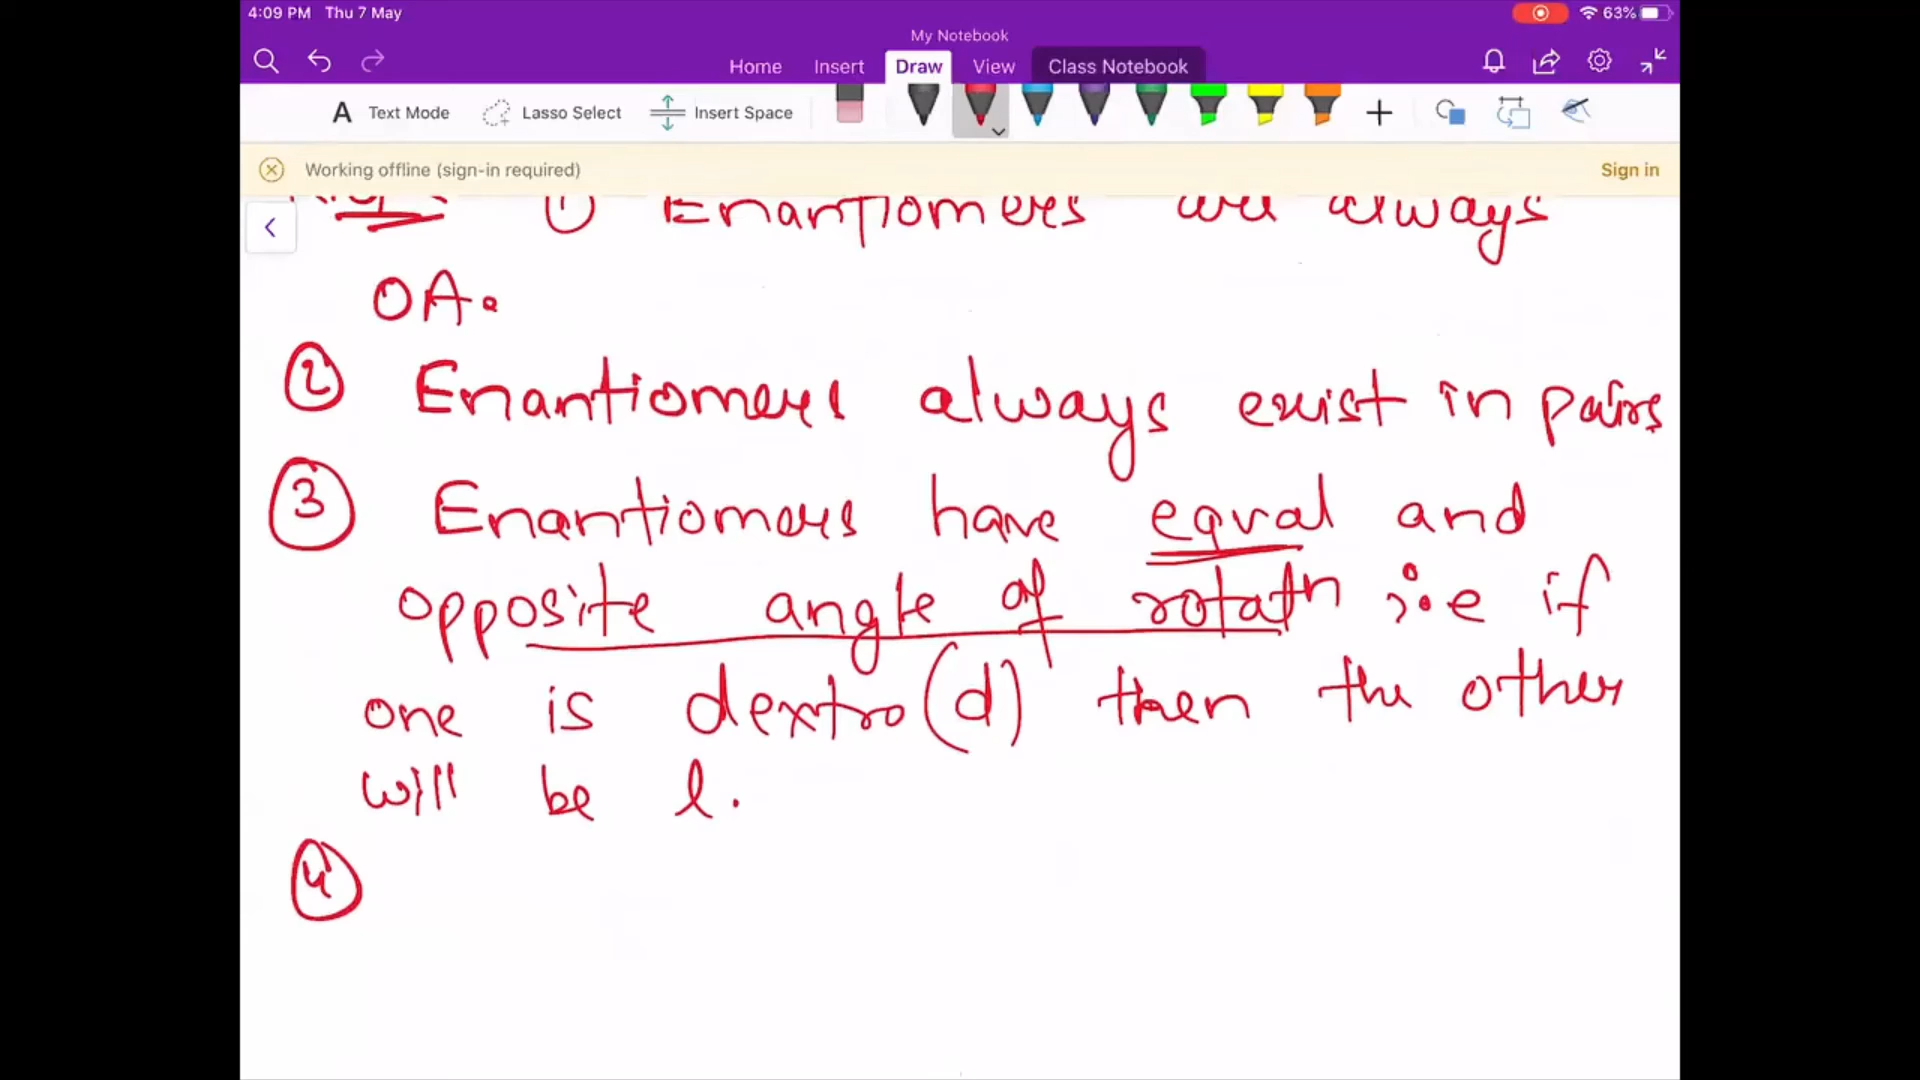 4:09 PM Thu 7 May
63%
My Notebook
Home Insert Draw View Class Notebook
A Text Mode Lasso Select Insert Space
Working offline (sign-in required) Sign in
① Enantiomers are always
OA.
② Enantiomers always exist in pairs
③ Enantiomers have equal and
opposite angle of rotatn i.e if
one is dextro(d) then the other
will be l.
④